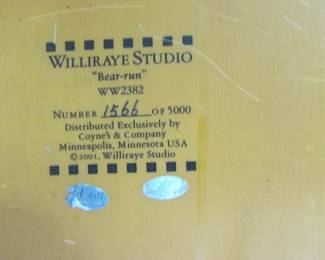 WILLIRAYE STUDIO
"Bear-run"
WW2382
NUMBER 1566 OF 5000
Distributed Exclusively by
Coyne's & Company
Minneapolis, Minnesota USA
©2001, Williraye Studio